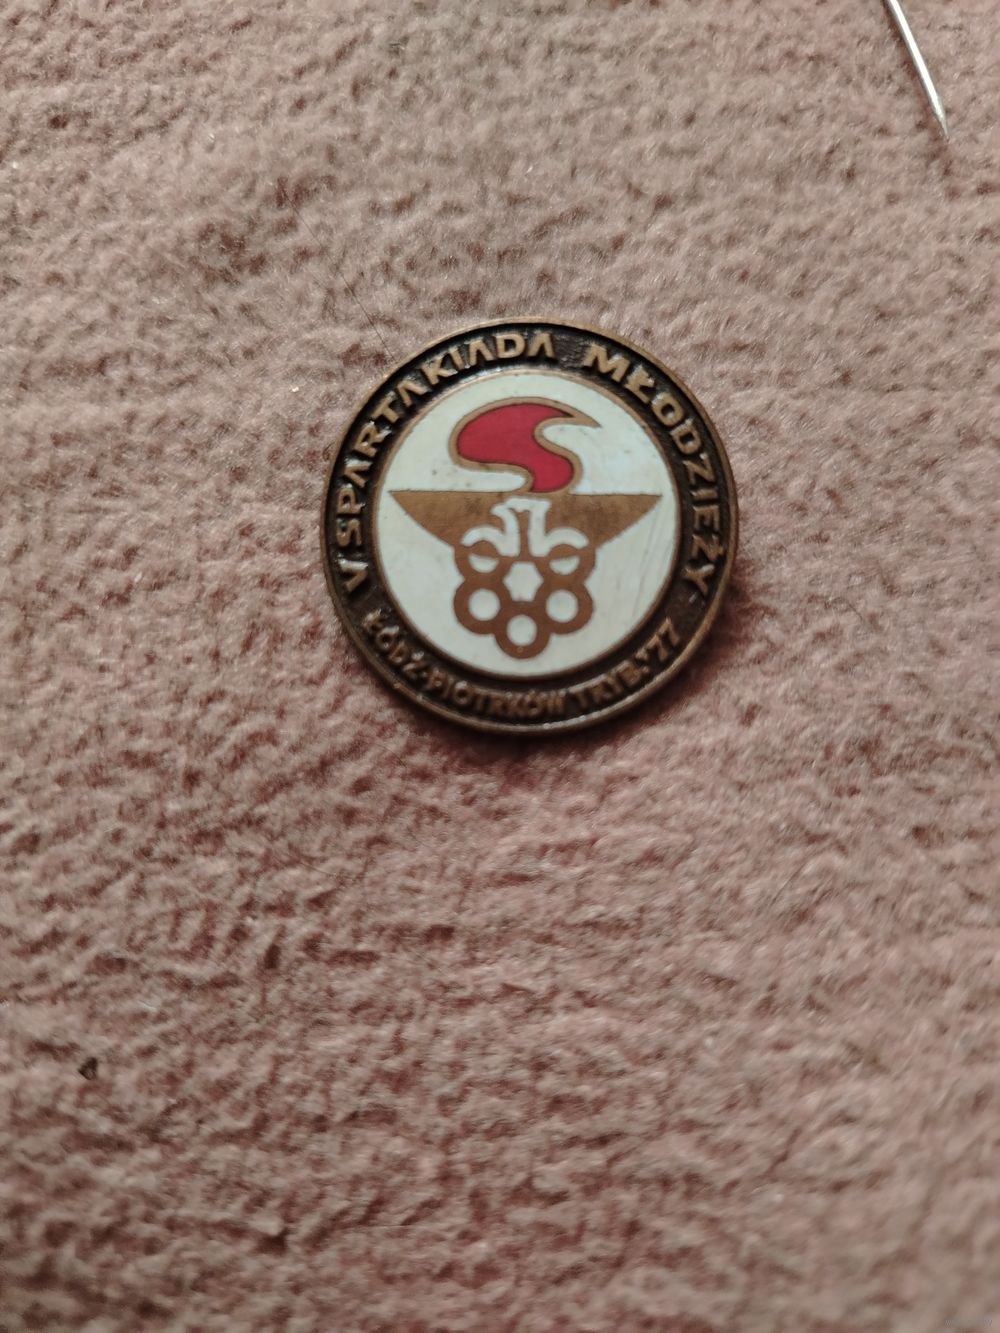 V SPARTAKIADA MŁODZIEŻY
ŁÓDŹ-PIOTRKÓW TRYB.'77